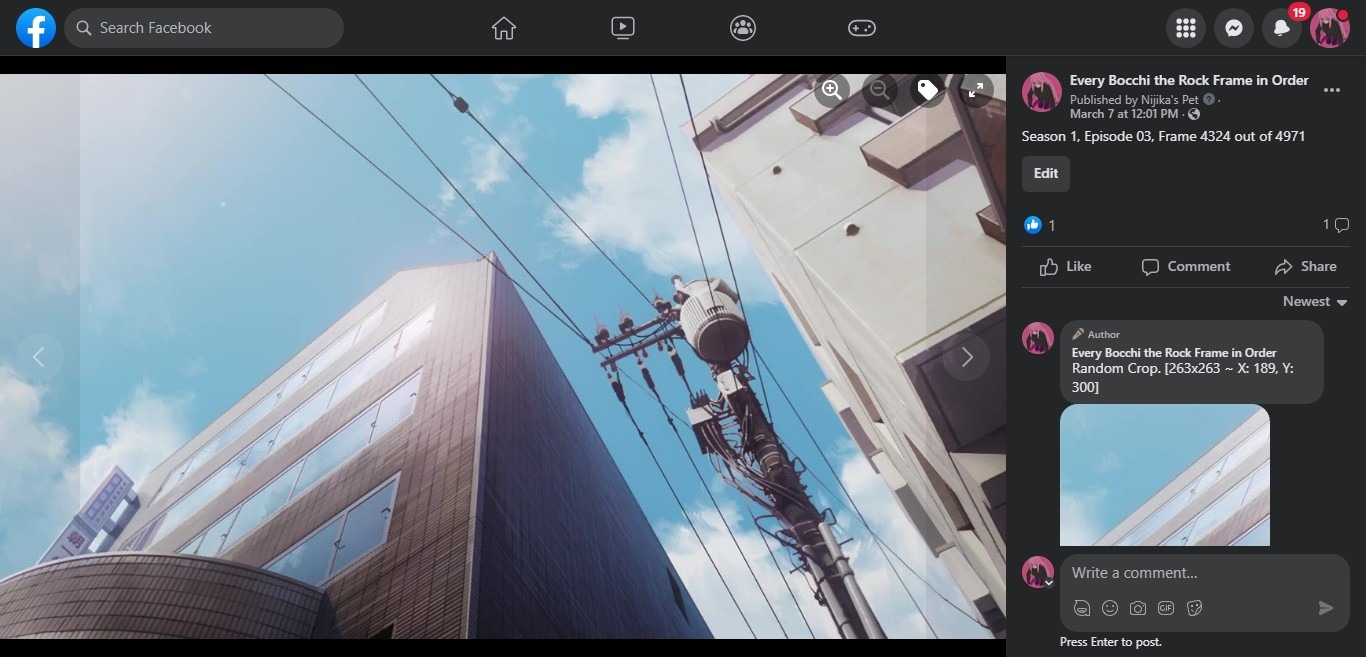 Search Facebook
19
Every Bocchi the Rock Frame in Order
Published by Nijika's Pet ·
March 7 at 12:01 PM ·
Season 1, Episode 03, Frame 4324 out of 4971
Edit
1
1
Like
Comment
Share
Newest
Author
Every Bocchi the Rock Frame in Order
Random Crop. [263x263 ~ X: 189, Y:
300]
Write a comment...
GIF
Press Enter to post.